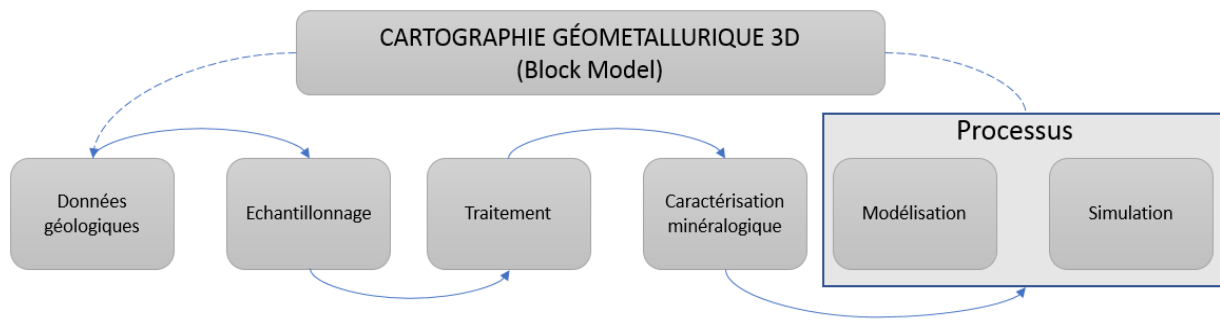 CARTOGRAPHIE GÉOMETALLURIQUE 3D
(Block Model)
Processus
Données
géologiques
Echantillonnage
Traitement
Caractérisation
minéralogique
Modélisation
Simulation